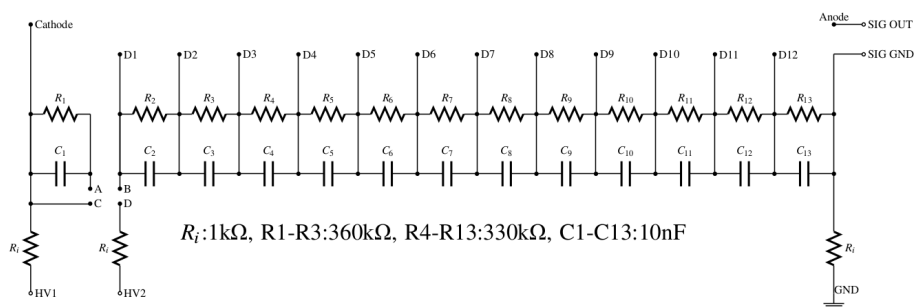 Cathode
Anode
SIG OUT
SIG GND
D1 D2 D3 D4 D5 D6 D7 D8 D9 D10 D11 D12
R1 R2 R3 R4 R5 R6 R7 R8 R9 R10 R11 R12 R13
C1 C2 C3 C4 C5 C6 C7 C8 C9 C10 C11 C12 C13
A B
C D
Ri:1kΩ, R1-R3:360kΩ, R4-R13:330kΩ, C1-C13:10nF
Ri Ri Ri
HV1 HV2 GND